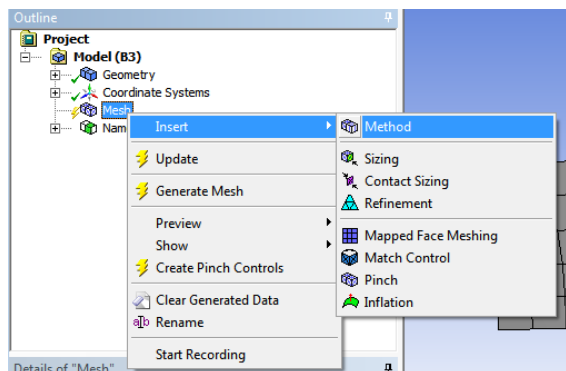 Outline
Project
Model (B3)
Geometry
Coordinate Systems
Mesh
Nam
Insert
Update
Generate Mesh
Preview
Show
Create Pinch Controls
Clear Generated Data
Rename
Start Recording
Method
Sizing
Contact Sizing
Refinement
Mapped Face Meshing
Match Control
Pinch
Inflation
Details of "Mesh"